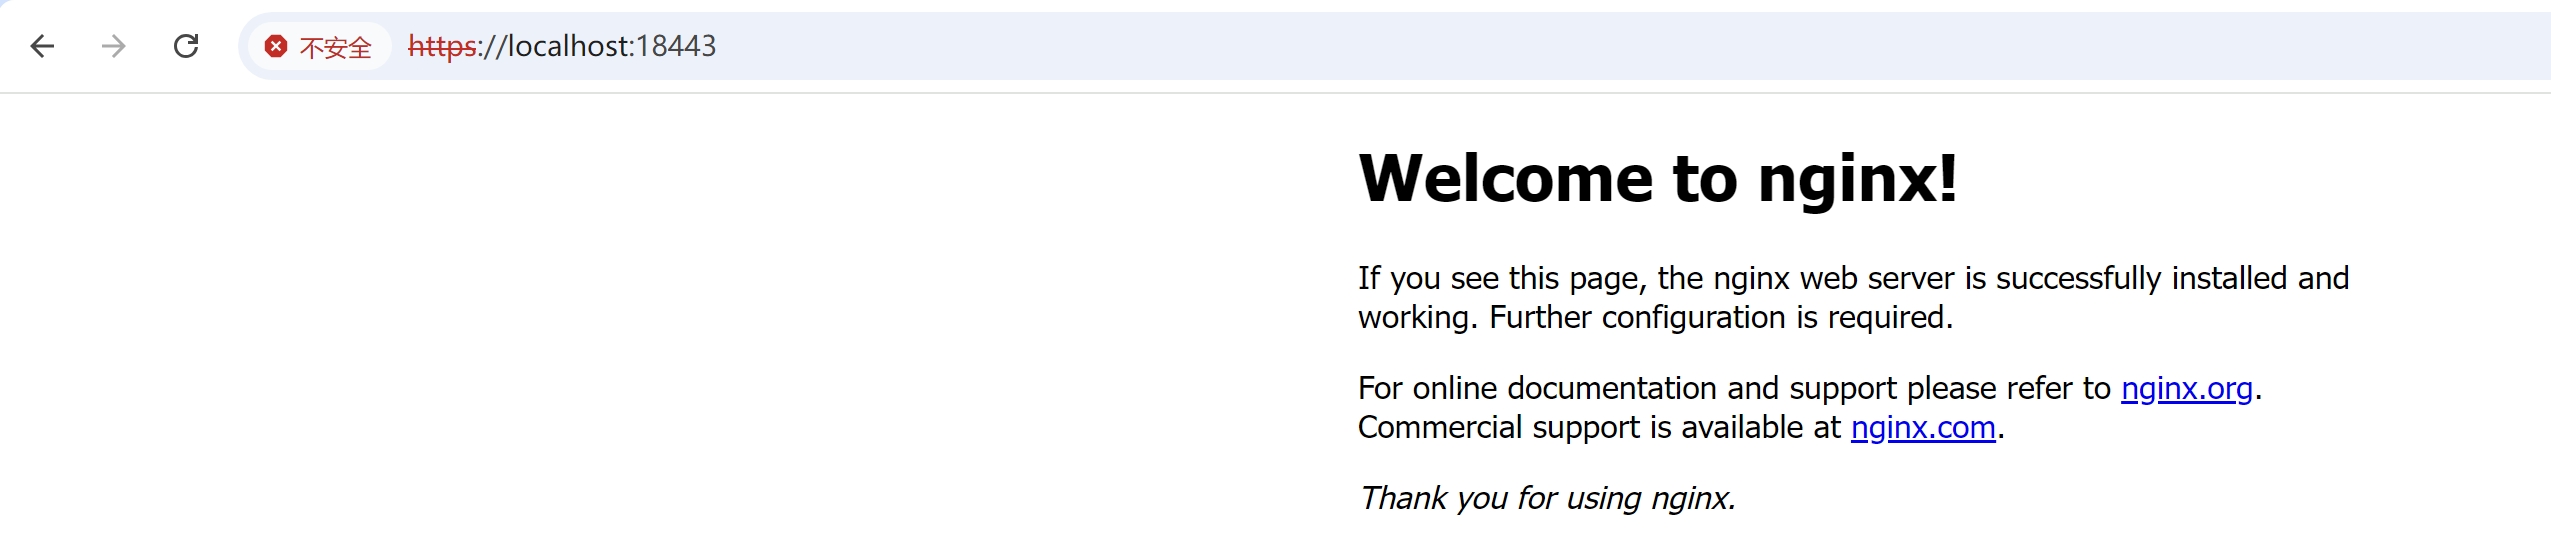 不安全 https://localhost:18443
Welcome to nginx!
If you see this page, the nginx web server is successfully installed and
working. Further configuration is required.
For online documentation and support please refer to nginx.org.
Commercial support is available at nginx.com.
Thank you for using nginx.